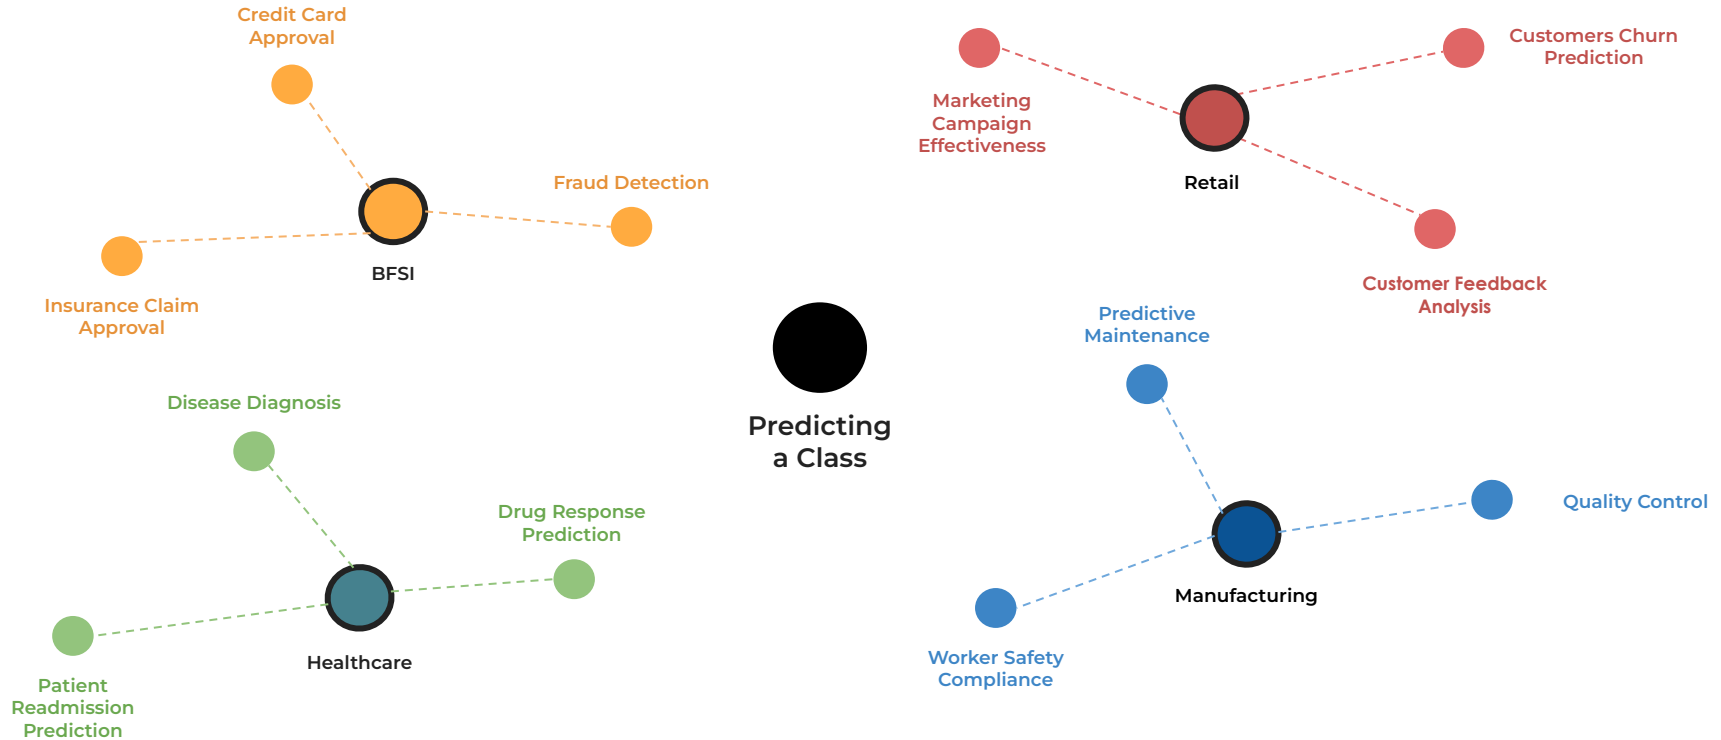 Credit Card
Approval
Fraud Detection
BFSI
Insurance Claim
Approval
Customers Churn
Prediction
Marketing
Campaign
Effectiveness
Retail
Customer Feedback
Analysis
Predicting
a Class
Disease Diagnosis
Drug Response
Prediction
Healthcare
Patient
Readmission
Prediction
Predictive
Maintenance
Quality Control
Manufacturing
Worker Safety
Compliance